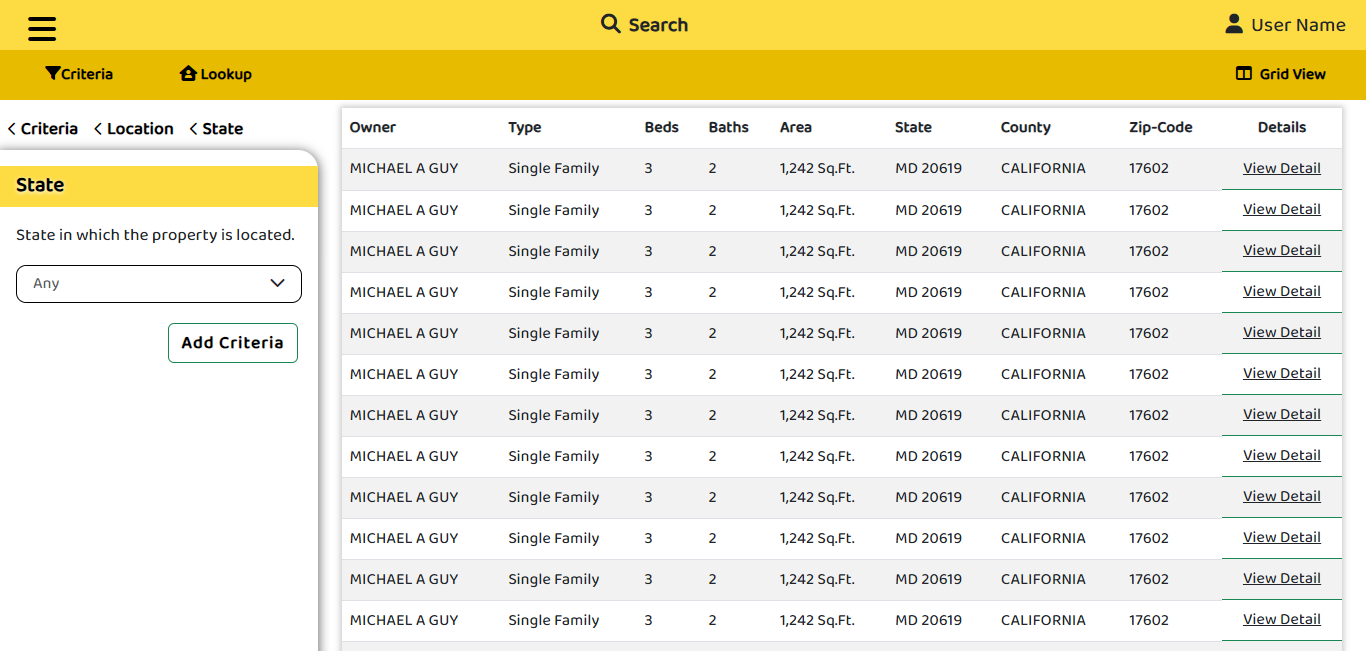 Search
User Name
Criteria Lookup Grid View
Criteria Location State
State
State in which the property is located.
Any
Add Criteria
Owner Type Beds Baths Area State County Zip-Code Details
MICHAEL A GUY Single Family 3 2 1,242 Sq.Ft. MD 20619 CALIFORNIA 17602 View Detail
MICHAEL A GUY Single Family 3 2 1,242 Sq.Ft. MD 20619 CALIFORNIA 17602 View Detail
MICHAEL A GUY Single Family 3 2 1,242 Sq.Ft. MD 20619 CALIFORNIA 17602 View Detail
MICHAEL A GUY Single Family 3 2 1,242 Sq.Ft. MD 20619 CALIFORNIA 17602 View Detail
MICHAEL A GUY Single Family 3 2 1,242 Sq.Ft. MD 20619 CALIFORNIA 17602 View Detail
MICHAEL A GUY Single Family 3 2 1,242 Sq.Ft. MD 20619 CALIFORNIA 17602 View Detail
MICHAEL A GUY Single Family 3 2 1,242 Sq.Ft. MD 20619 CALIFORNIA 17602 View Detail
MICHAEL A GUY Single Family 3 2 1,242 Sq.Ft. MD 20619 CALIFORNIA 17602 View Detail
MICHAEL A GUY Single Family 3 2 1,242 Sq.Ft. MD 20619 CALIFORNIA 17602 View Detail
MICHAEL A GUY Single Family 3 2 1,242 Sq.Ft. MD 20619 CALIFORNIA 17602 View Detail
MICHAEL A GUY Single Family 3 2 1,242 Sq.Ft. MD 20619 CALIFORNIA 17602 View Detail
MICHAEL A GUY Single Family 3 2 1,242 Sq.Ft. MD 20619 CALIFORNIA 17602 View Detail